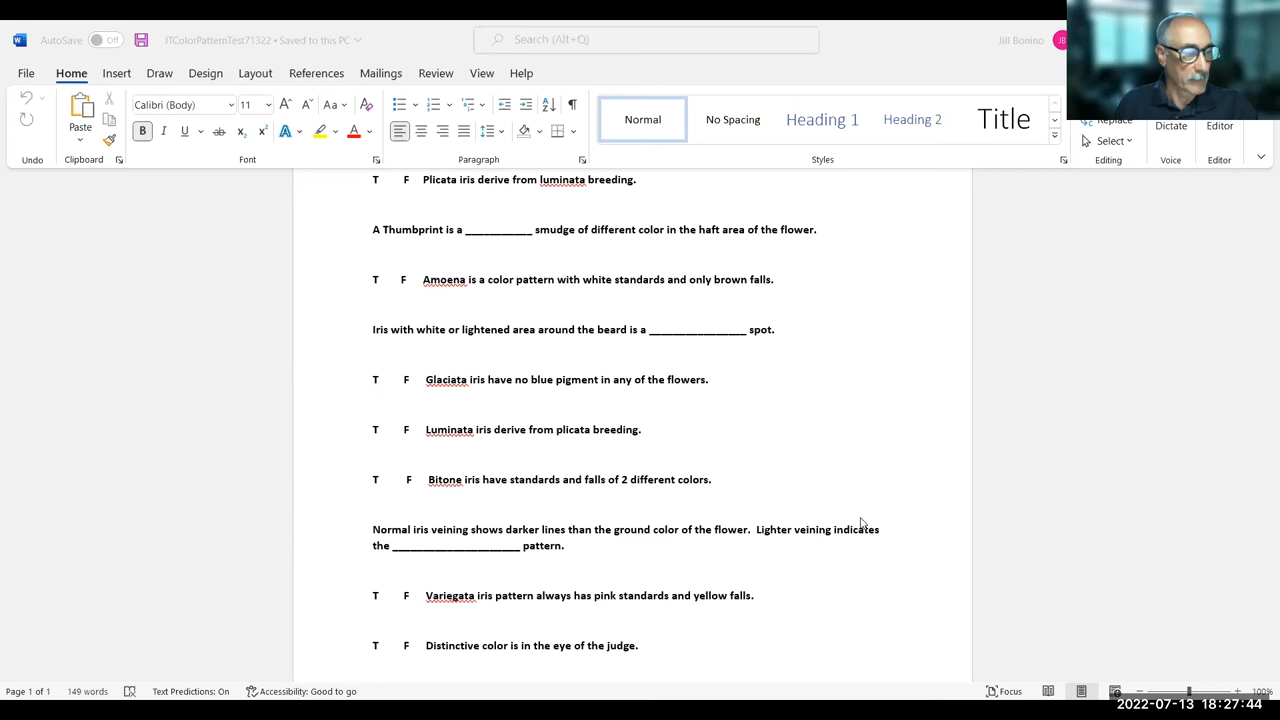 AutoSave Off ITColorPatternTest71322 • Saved to this PC Search (Alt+Q) Jill Bonino JB
File Home Insert Draw Design Layout References Mailings Review View Help
Calibri (Body) 11 Aa
Paste
B I U ab x₂ x² A A
Normal No Spacing Heading 1 Heading 2 Title
Replace
Select
Dictate Editor
Undo Clipboard Font Paragraph Styles Editing Voice Editor
T F Plicata iris derive from luminata breeding.
A Thumbprint is a ___________ smudge of different color in the haft area of the flower.
T F Amoena is a color pattern with white standards and only brown falls.
Iris with white or lightened area around the beard is a ________________ spot.
T F Glaciata iris have no blue pigment in any of the flowers.
T F Luminata iris derive from plicata breeding.
T F Bitone iris have standards and falls of 2 different colors.
Normal iris veining shows darker lines than the ground color of the flower. Lighter veining indicates
the _____________________ pattern.
T F Variegata iris pattern always has pink standards and yellow falls.
T F Distinctive color is in the eye of the judge.
Page 1 of 1 149 words Text Predictions: On Accessibility: Good to go Focus 100%
2022-07-13 18:27:44